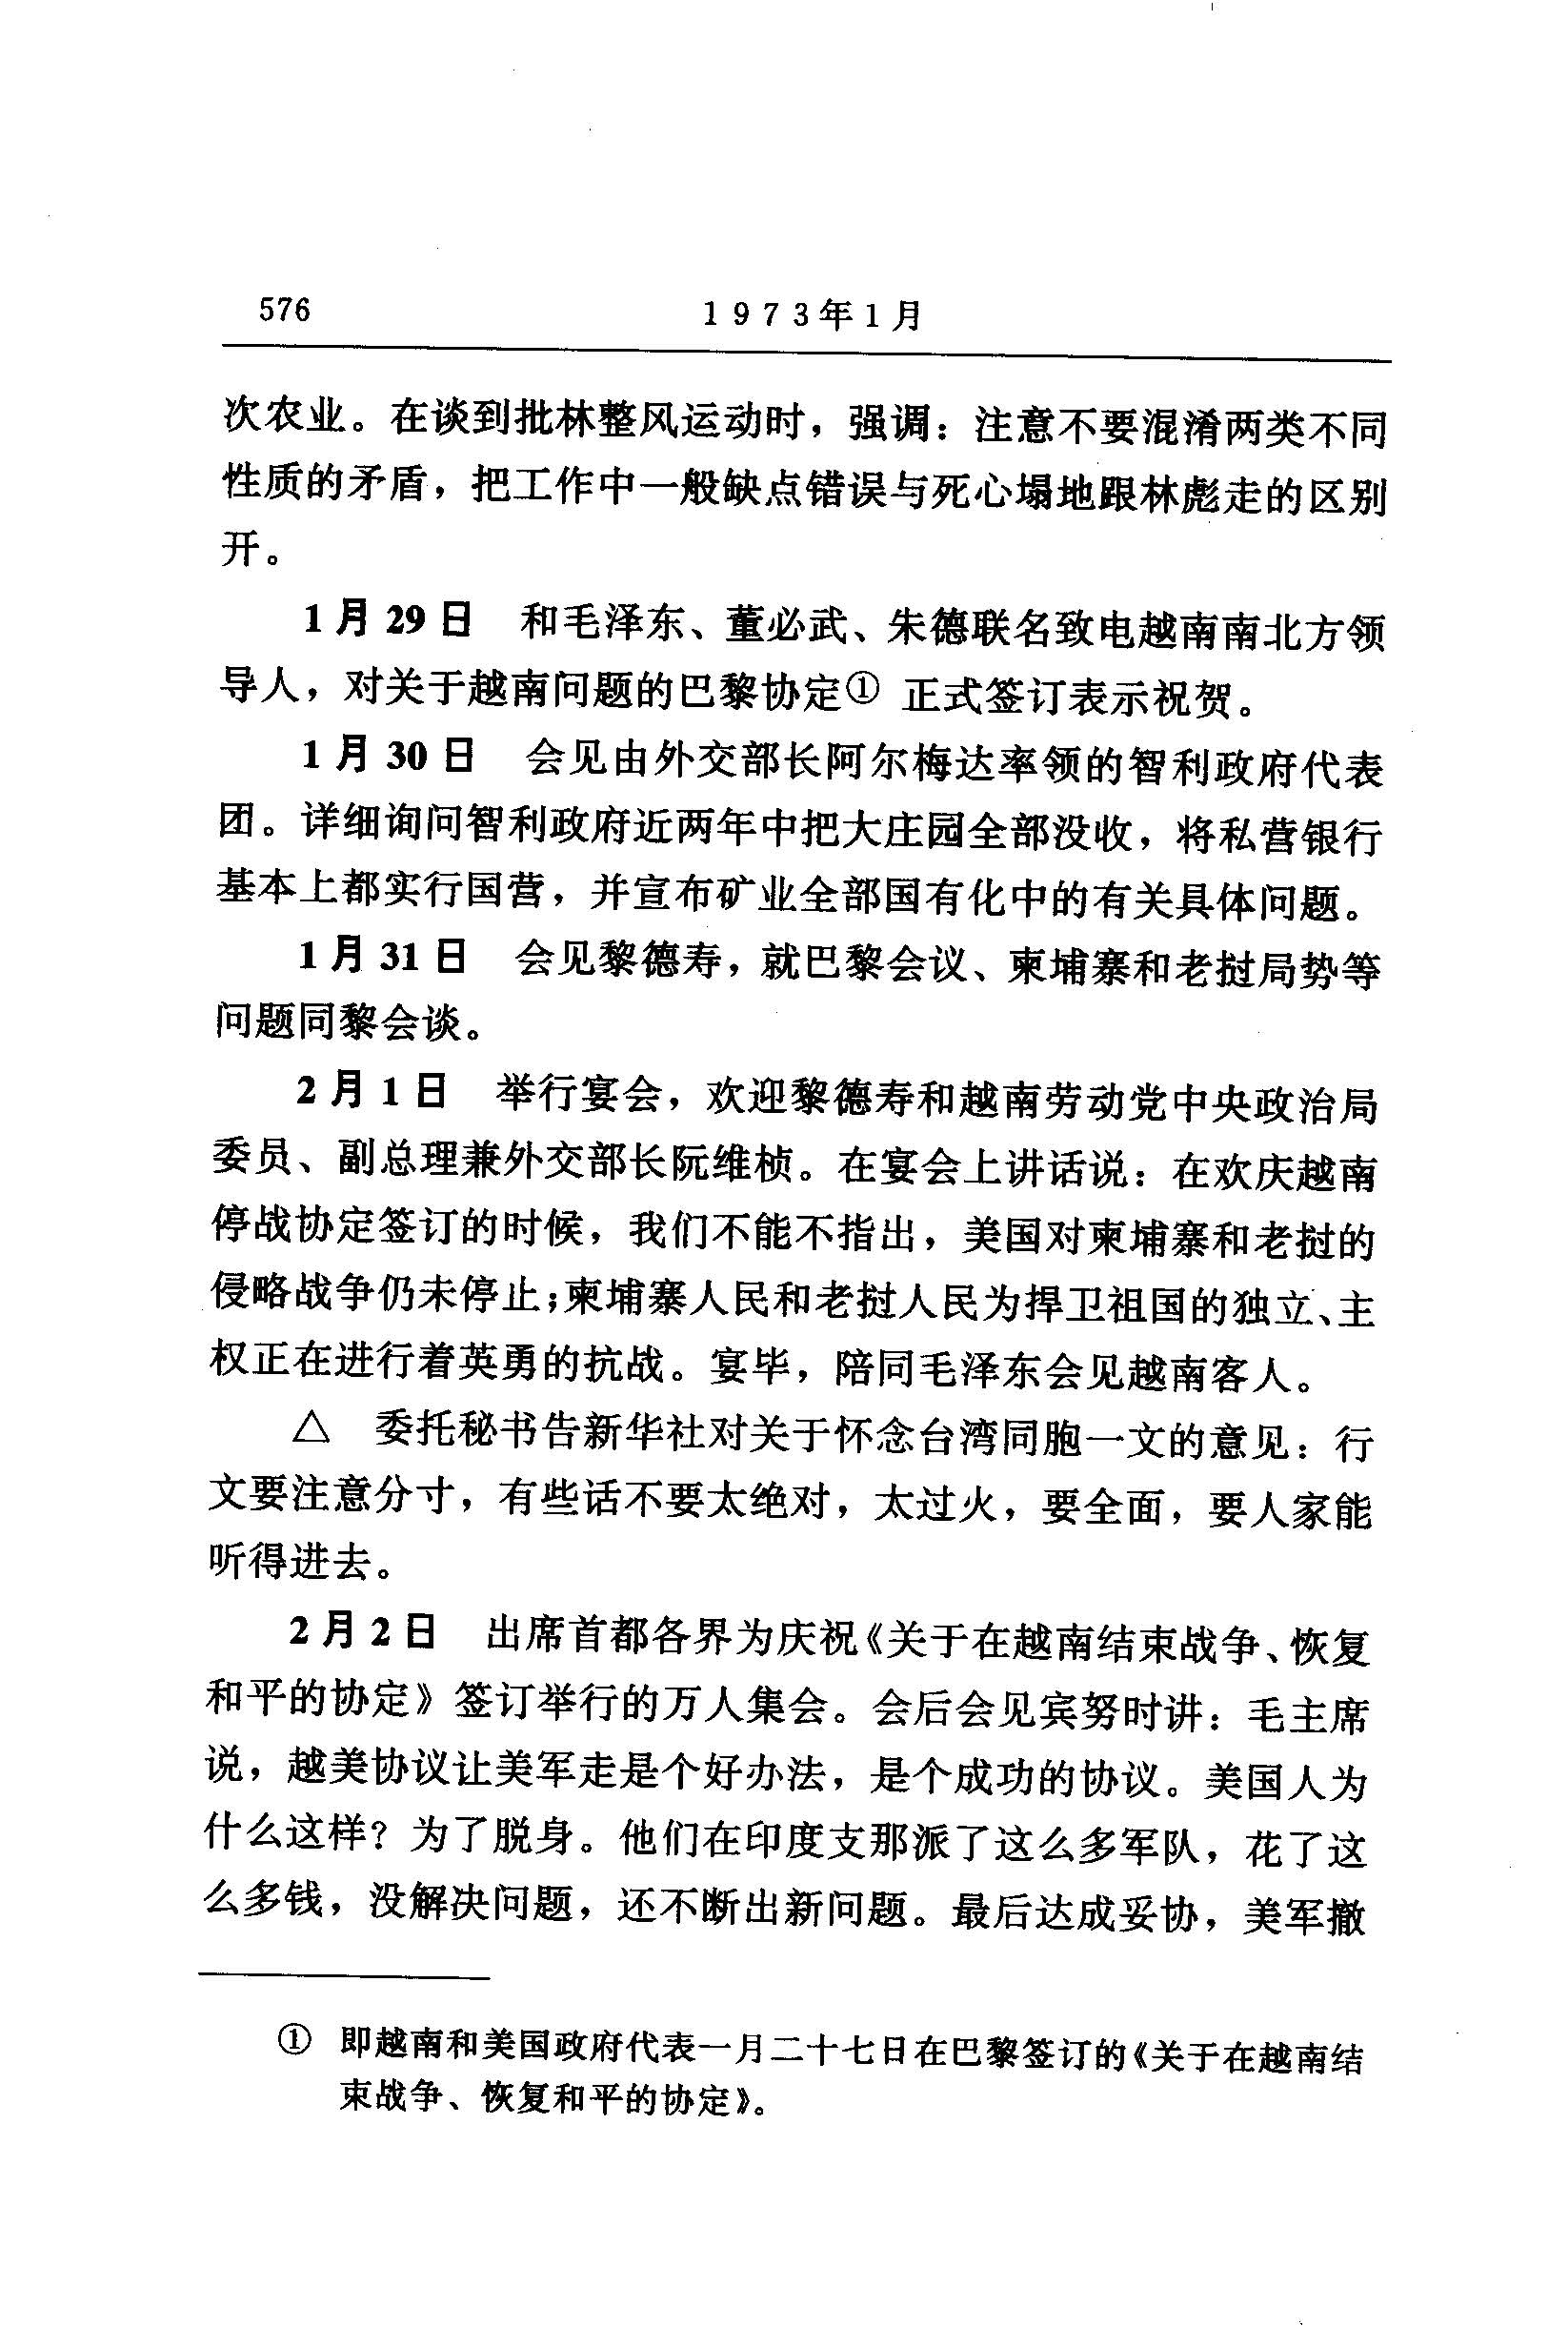 576
1973年1月
次农业。在谈到批林整风运动时，强调：注意不要混淆两类不同
性质的矛盾，把工作中一般缺点错误与死心塌地跟林彪走的区别
开。
1月29日 和毛泽东、董必武、朱德联名致电越南南北方领
导人，对关于越南问题的巴黎协定① 正式签订表示祝贺。
1月30日 会见由外交部长阿尔梅达率领的智利政府代表
团。详细询问智利政府近两年中把大庄园全部没收，将私营银行
基本上都实行国营，并宣布矿业全部国有化中的有关具体问题。
1月31日 会见黎德寿，就巴黎会议、柬埔寨和老挝局势等
问题同黎会谈。
2月1日 举行宴会，欢迎黎德寿和越南劳动党中央政治局
委员、副总理兼外交部长阮维桢。在宴会上讲话说：在欢庆越南
停战协定签订的时候，我们不能不指出，美国对柬埔寨和老挝的
侵略战争仍未停止；柬埔寨人民和老挝人民为捍卫祖国的独立、主
权正在进行着英勇的抗战。宴毕，陪同毛泽东会见越南客人。
△ 委托秘书告新华社对关于怀念台湾同胞一文的意见：行
文要注意分寸，有些话不要太绝对，太过火，要全面，要人家能
听得进去。
2月2日 出席首都各界为庆祝《关于在越南结束战争、恢复
和平的协定》签订举行的万人集会。会后会见宾努时讲：毛主席
说，越美协议让美军走是个好办法，是个成功的协议。美国人为
什么这样？为了脱身。他们在印度支那派了这么多军队，花了这
么多钱，没解决问题，还不断出新问题。最后达成妥协，美军撤
① 即越南和美国政府代表一月二十七日在巴黎签订的《关于在越南结
束战争、恢复和平的协定》。